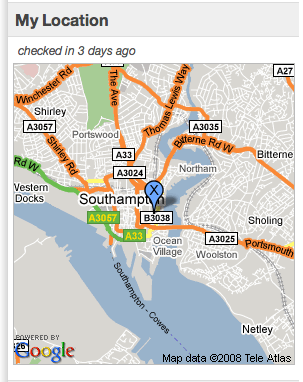 My Location
checked in 3 days ago
Winchester Rd
The Ave
Thomas Lewis Way
A27
Shirley
A3057
Portswood
A3035
Shirley Rd
A33
Bitterne Rd W
Bitterne
A3024
Northam
Rd W
Western
Docks
X
Southampton
A3057
B3038
Sholing
A33
Ocean
Village
A3025
Portsmouth
Woolston
Southampton - Cowes
Netley
POWERED BY
Google
Map data ©2008 Tele Atlas